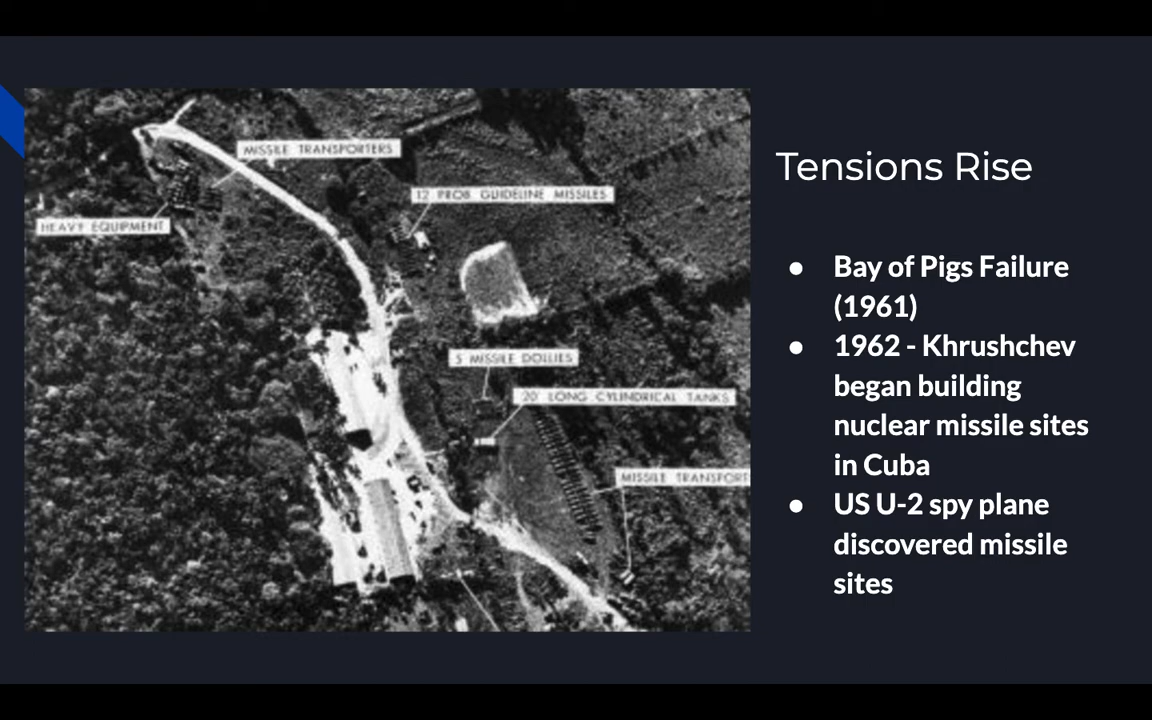 MISSILE TRANSPORTERS
12 PROB GUIDELINE MISSILES
HEAVY EQUIPMENT
5 MISSILE DOLLIES
20 LONG CYLINDRICAL TANKS
MISSILE TRANSPORT
Tensions Rise
● Bay of Pigs Failure
(1961)
● 1962 - Khrushchev
began building
nuclear missile sites
in Cuba
● US U-2 spy plane
discovered missile
sites